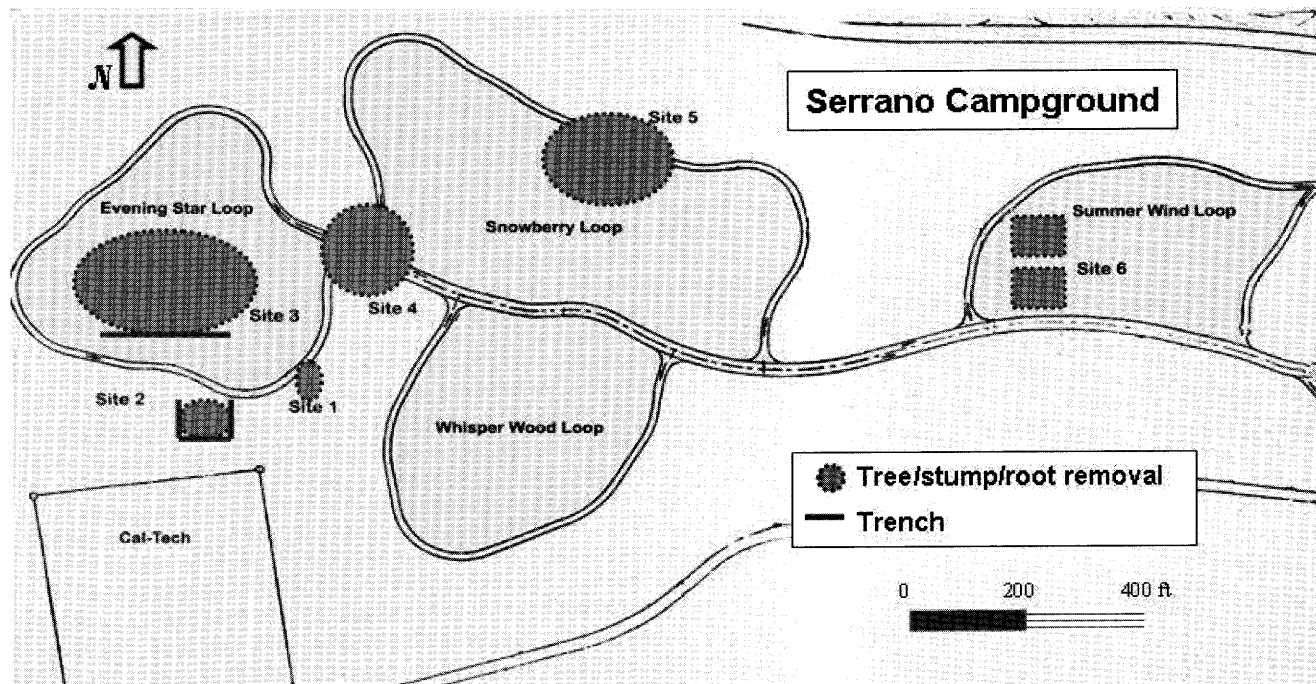 N
Serrano Campground
Site 5
Evening Star Loop
Snowberry Loop
Summer Wind Loop
Site 6
Site 4
Site 3
Site 2
Site 1
Whisper Wood Loop
Tree/stump/root removal
Trench
Cal-Tech
0 200 400 ft